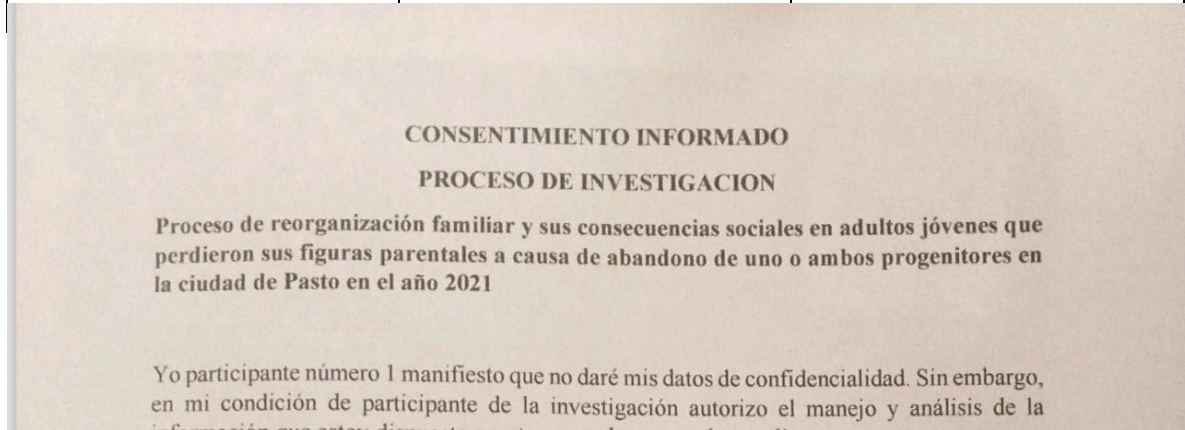 CONSENTIMIENTO INFORMADO
PROCESO DE INVESTIGACION
Proceso de reorganización familiar y sus consecuencias sociales en adultos jóvenes que
perdieron sus figuras parentales a causa de abandono de uno o ambos progenitores en
la ciudad de Pasto en el año 2021
Yo participante número 1 manifiesto que no daré mis datos de confidencialidad. Sin embargo,
en mi condición de participante de la investigación autorizo el manejo y análisis de la